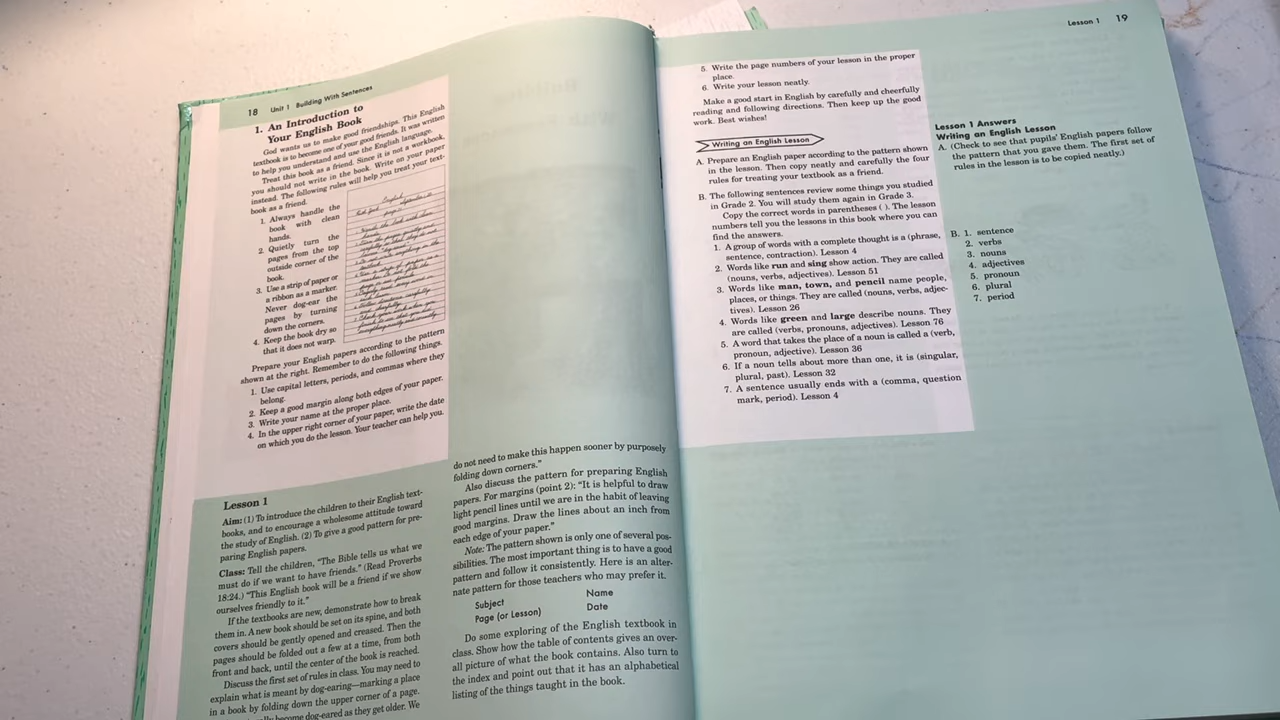 18 Unit 1 Building With Sentences
1. An Introduction to
Your English Book
God wants us to make good friendships. This English
textbook is to become one of your good friends. It was written
to help you understand and use the English language.
Treat this book as a friend. Since it is not a workbook,
you should not write in the book. Write on your paper
instead. The following rules will help you treat your text-
book as a friend.
1. Always handle the
book with clean
hands.
2. Quietly turn the
pages from the top
outside corner of the
book.
3. Use a strip of paper or
a ribbon as a marker.
Never dog-ear the
pages by turning
down the corners.
4. Keep the book dry so
that it does not warp.
Prepare your English papers according to the pattern
shown at the right. Remember to do the following things.
1. Use capital letters, periods, and commas where they
belong.
2. Keep a good margin along both edges of your paper.
3. Write your name at the proper place.
4. In the upper right corner of your paper, write the date
on which you do the lesson. Your teacher can help you.
Lesson 1
Aim: (1) To introduce the children to their English text-
books, and to encourage a wholesome attitude toward
the study of English. (2) To give a good pattern for pre-
paring English papers.
Class: Tell the children, "The Bible tells us what we
must do if we want to have friends." (Read Proverbs
18:24.) "This English book will be a friend if we show
ourselves friendly to it."
If the textbooks are new, demonstrate how to break
them in. A new book should be set on its spine, and both
covers should be gently opened and creased. Then the
pages should be folded out a few at a time, from both
front and back, until the center of the book is reached.
Discuss the first set of rules in class. You may need to
explain what is meant by dog-earing—marking a place
in a book by folding down the upper corner of a page.
become dog-eared as they get older. We
do not need to make this happen sooner by purposely
folding down corners."
Also discuss the pattern for preparing English
papers. For margins (point 2): "It is helpful to draw
light pencil lines until we are in the habit of leaving
good margins. Draw the lines about an inch from
each edge of your paper."
Note: The pattern shown is only one of several pos-
sibilities. The most important thing is to have a good
pattern and follow it consistently. Here is an alter-
nate pattern for those teachers who may prefer it.
Subject Name
Page (or Lesson) Date
Do some exploring of the English textbook in
class. Show how the table of contents gives an over-
all picture of what the book contains. Also turn to
the index and point out that it has an alphabetical
listing of the things taught in the book.
Lesson 1 19
5. Write the page numbers of your lesson in the proper
place.
6. Write your lesson neatly.
Make a good start in English by carefully and cheerfully
reading and following directions. Then keep up the good
work. Best wishes!
Writing an English Lesson
A. Prepare an English paper according to the pattern shown
in the lesson. Then copy neatly and carefully the four
rules for treating your textbook as a friend.
B. The following sentences review some things you studied
in Grade 2. You will study them again in Grade 3.
Copy the correct words in parentheses ( ). The lesson
numbers tell you the lessons in this book where you can
find the answers.
1. A group of words with a complete thought is a (phrase,
sentence, contraction). Lesson 4
2. Words like run and sing show action. They are called
(nouns, verbs, adjectives). Lesson 51
3. Words like man, town, and pencil name people,
places, or things. They are called (nouns, verbs, adjec-
tives). Lesson 26
4. Words like green and large describe nouns. They
are called (verbs, pronouns, adjectives). Lesson 76
5. A word that takes the place of a noun is called a (verb,
pronoun, adjective). Lesson 36
6. If a noun tells about more than one, it is (singular,
plural, past). Lesson 32
7. A sentence usually ends with a (comma, question
mark, period). Lesson 4
Lesson 1 Answers
Writing an English Lesson
A. (Check to see that pupils' English papers follow
the pattern that you gave them. The first set of
rules in the lesson is to be copied neatly.)
B. 1. sentence
2. verbs
3. nouns
4. adjectives
5. pronoun
6. plural
7. period